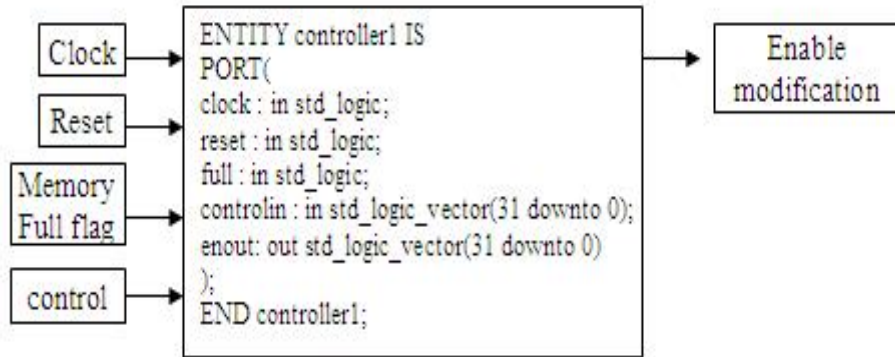 Clock
Reset
Memory
Full flag
control
ENTITY controller1 IS
PORT(
clock : in std_logic;
reset : in std_logic;
full : in std_logic;
controlin : in std_logic_vector(31 downto 0);
enout: out std_logic_vector(31 downto 0)
);
END controller1;
Enable
modification